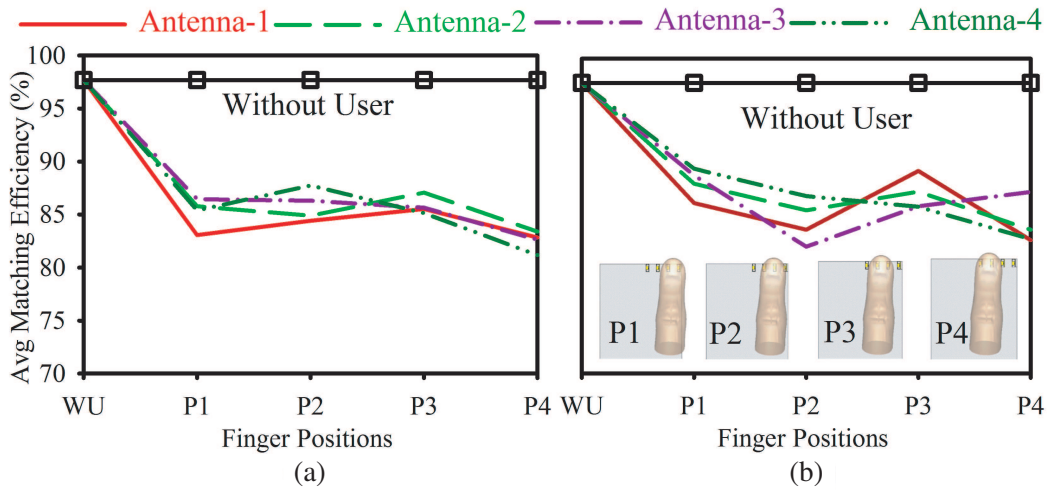 Antenna-1 Antenna-2 Antenna-3 Antenna-4
Avg Matching Efficiency (%)
100
95
90
85
80
75
70
Without User
WU P1 P2 P3 P4
Finger Positions
(a)
Without User
P1 P2 P3 P4
WU P1 P2 P3 P4
Finger Positions
(b)